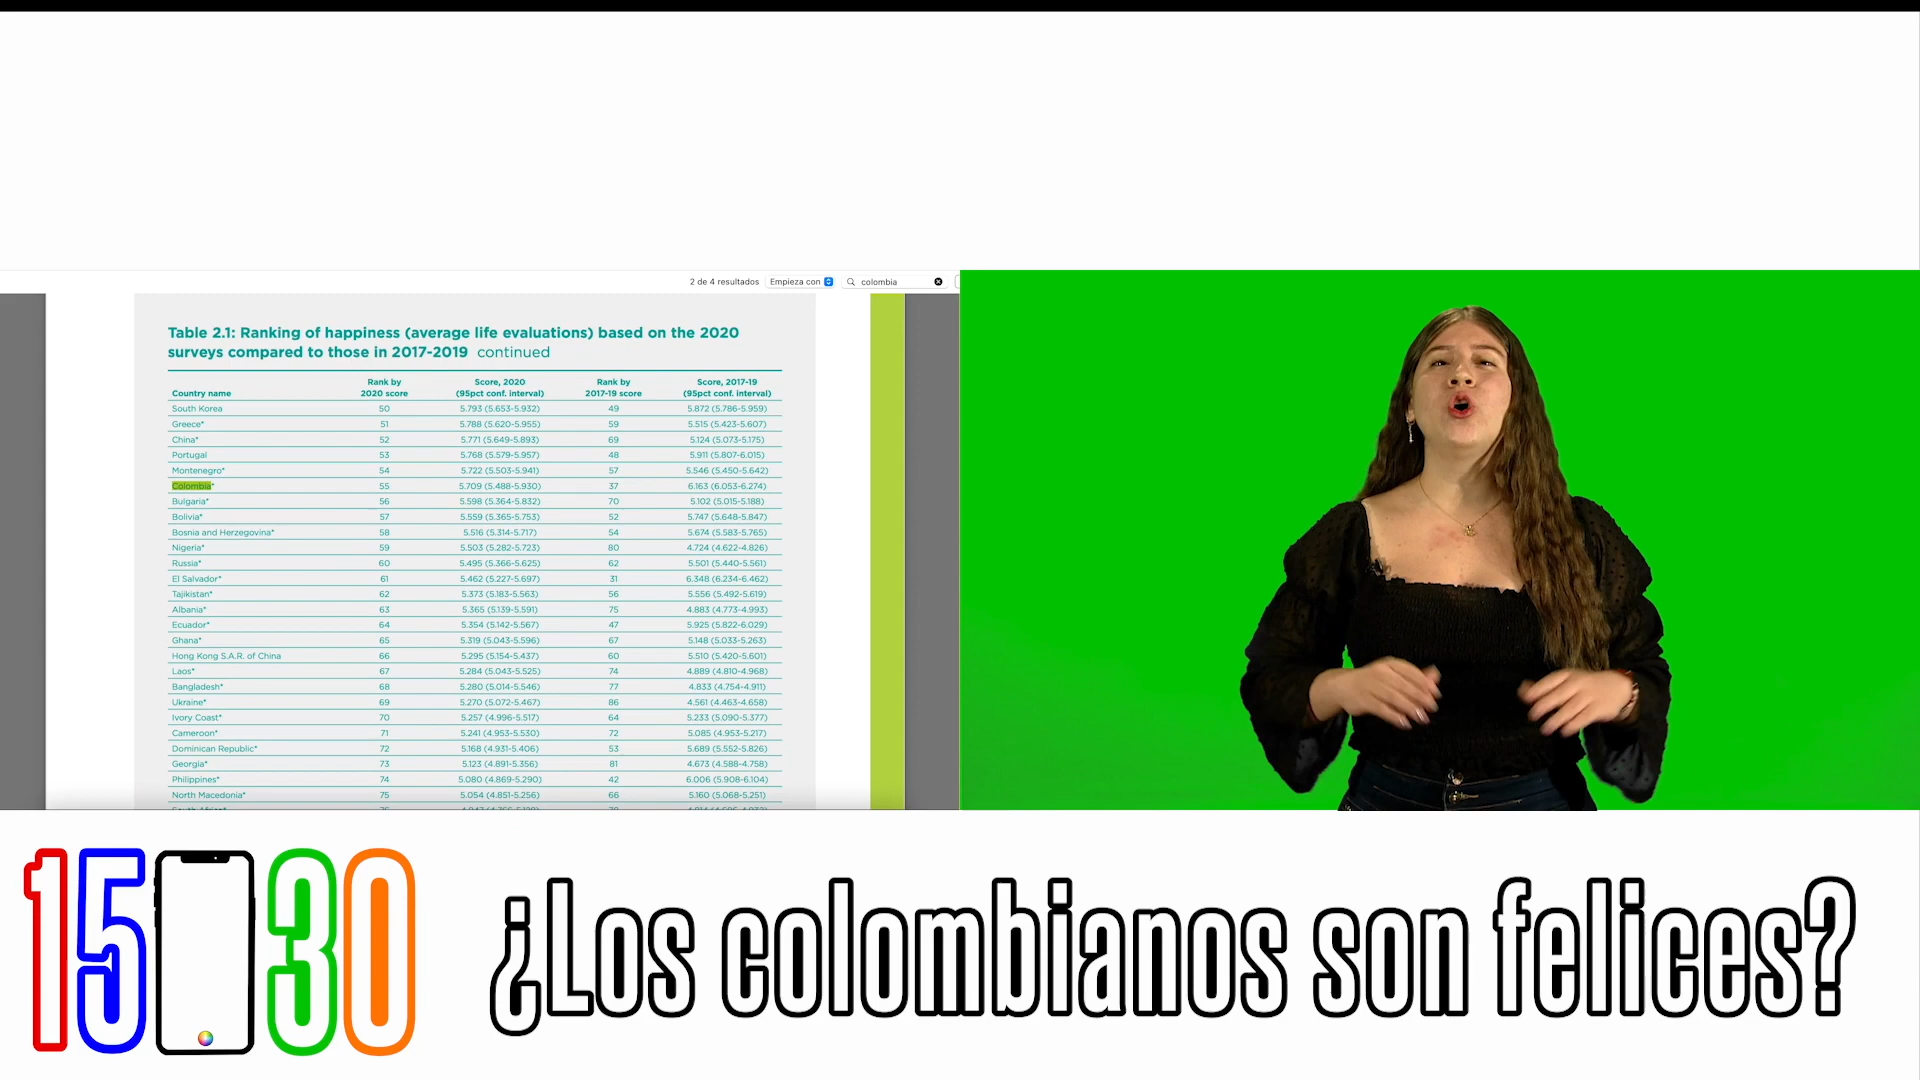 2 de 4 resultados Empieza con colombia
Table 2.1: Ranking of happiness (average life evaluations) based on the 2020
surveys compared to those in 2017-2019 continued
Country name Rank by 2020 score Score, 2020 (95pct conf. interval) Rank by 2017-19 score Score, 2017-19 (95pct conf. interval)
South Korea 50 5.793 (5.653-5.932) 49 5.872 (5.786-5.959)
Greece* 51 5.788 (5.620-5.955) 59 5.515 (5.423-5.607)
China* 52 5.771 (5.649-5.893) 69 5.124 (5.073-5.175)
Portugal 53 5.768 (5.579-5.957) 48 5.911 (5.807-6.015)
Montenegro* 54 5.722 (5.503-5.941) 57 5.546 (5.450-5.642)
Colombia* 55 5.709 (5.488-5.930) 37 6.163 (6.053-6.274)
Bulgaria* 56 5.598 (5.364-5.832) 70 5.102 (5.015-5.188)
Bolivia* 57 5.559 (5.365-5.753) 52 5.747 (5.648-5.847)
Bosnia and Herzegovina* 58 5.516 (5.314-5.717) 54 5.674 (5.583-5.765)
Nigeria* 59 5.503 (5.282-5.723) 80 4.724 (4.622-4.826)
Russia* 60 5.495 (5.366-5.625) 62 5.501 (5.440-5.561)
El Salvador* 61 5.462 (5.227-5.697) 31 6.348 (6.234-6.462)
Tajikistan* 62 5.373 (5.183-5.563) 56 5.556 (5.492-5.619)
Albania* 63 5.365 (5.139-5.591) 75 4.883 (4.773-4.993)
Ecuador* 64 5.354 (5.142-5.567) 47 5.925 (5.822-6.029)
Ghana* 65 5.319 (5.043-5.596) 67 5.148 (5.033-5.263)
Hong Kong S.A.R. of China 66 5.295 (5.154-5.437) 60 5.510 (5.420-5.601)
Laos* 67 5.284 (5.043-5.525) 74 4.889 (4.810-4.968)
Bangladesh* 68 5.280 (5.014-5.546) 77 4.833 (4.754-4.911)
Ukraine* 69 5.270 (5.072-5.467) 86 4.561 (4.463-4.658)
Ivory Coast* 70 5.257 (4.996-5.517) 64 5.233 (5.090-5.377)
Cameroon* 71 5.241 (4.953-5.530) 72 5.085 (4.953-5.217)
Dominican Republic* 72 5.168 (4.931-5.406) 53 5.689 (5.552-5.826)
Georgia* 73 5.123 (4.891-5.356) 81 4.673 (4.588-4.758)
Philippines* 74 5.080 (4.869-5.290) 42 6.006 (5.908-6.104)
North Macedonia* 75 5.054 (4.851-5.256) 66 5.160 (5.068-5.251)
15 30
¿Los colombianos son felices?